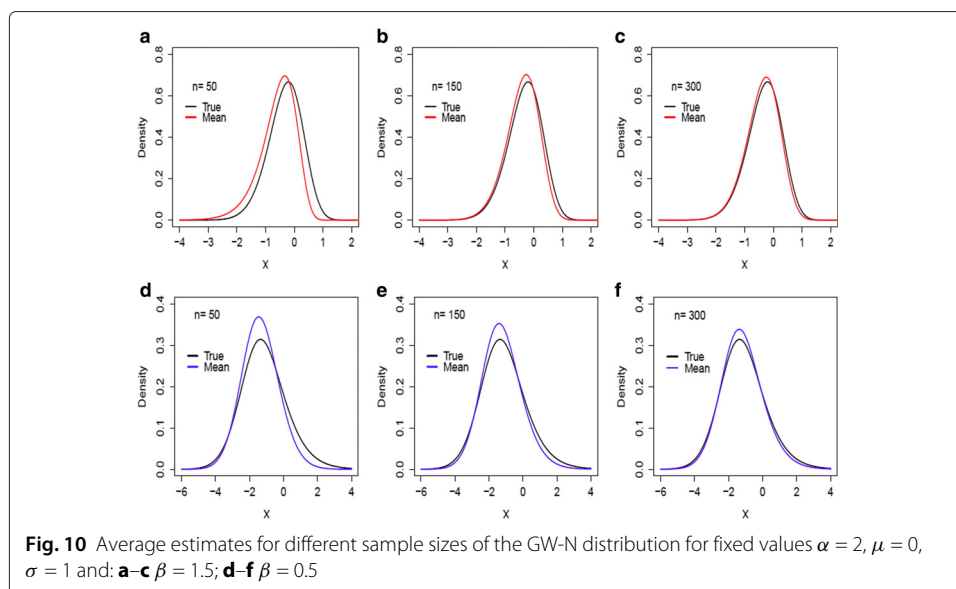 a
0.8
0.6
0.4
0.2
0.0
Density
n= 50
True
Mean
−4 −3 −2 −1 0 1 2
X
b
0.8
0.6
0.4
0.2
0.0
Density
n= 150
True
Mean
−4 −3 −2 −1 0 1 2
X
c
0.8
0.6
0.4
0.2
0.0
Density
n= 300
True
Mean
−4 −3 −2 −1 0 1 2
X
d
0.4
0.3
0.2
0.1
0.0
Density
n= 50
True
Mean
−6 −4 −2 0 2 4
X
e
0.4
0.3
0.2
0.1
0.0
Density
n= 150
True
Mean
−6 −4 −2 0 2 4
X
f
0.4
0.3
0.2
0.1
0.0
Density
n= 300
True
Mean
−6 −4 −2 0 2 4
X
Fig. 10 Average estimates for different sample sizes of the GW-N distribution for fixed values α = 2, μ = 0,
σ = 1 and: a–c β = 1.5; d–f β = 0.5